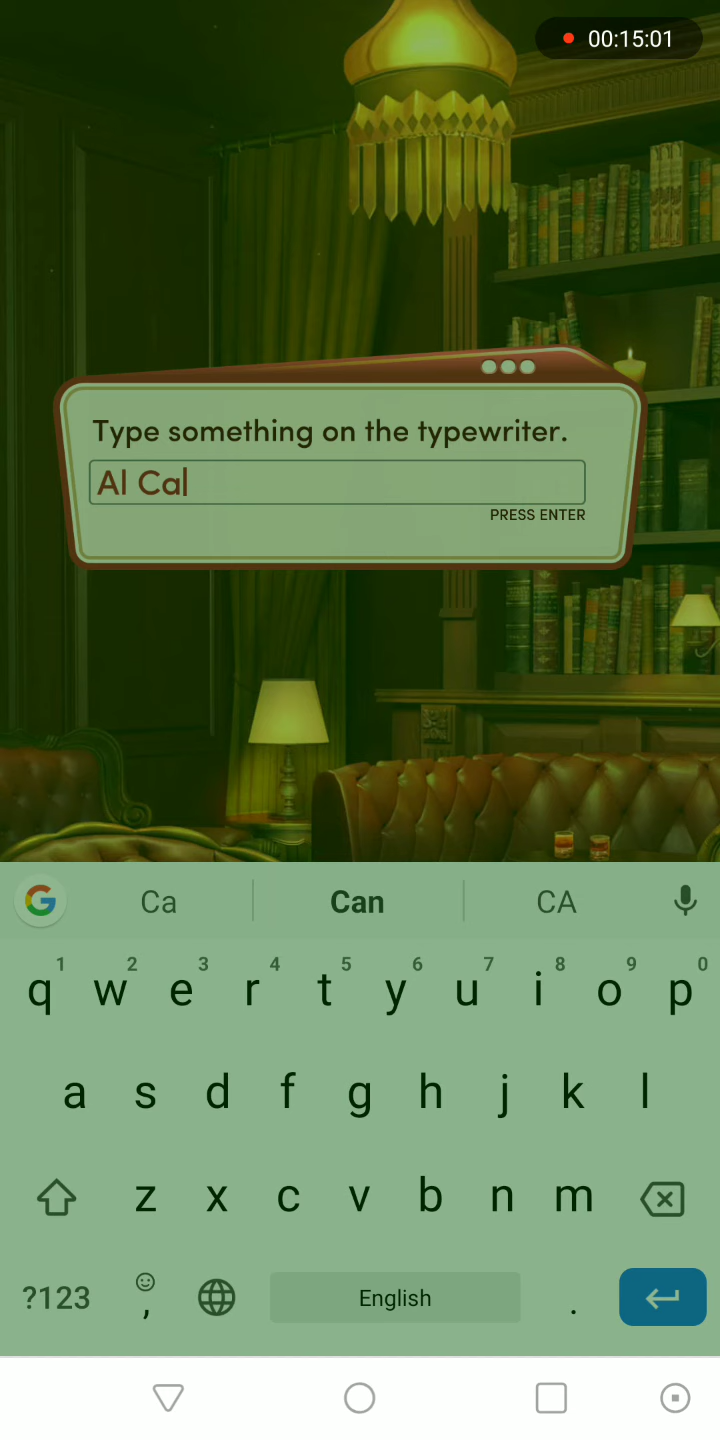 00:15:01
Type something on the typewriter.
Al Cal
PRESS ENTER
Ca Can CA
1 2 3 4 5 6 7 8 9 0
q w e r t y u i o p
a s d f g h j k l
z x c v b n m
?123 , English .